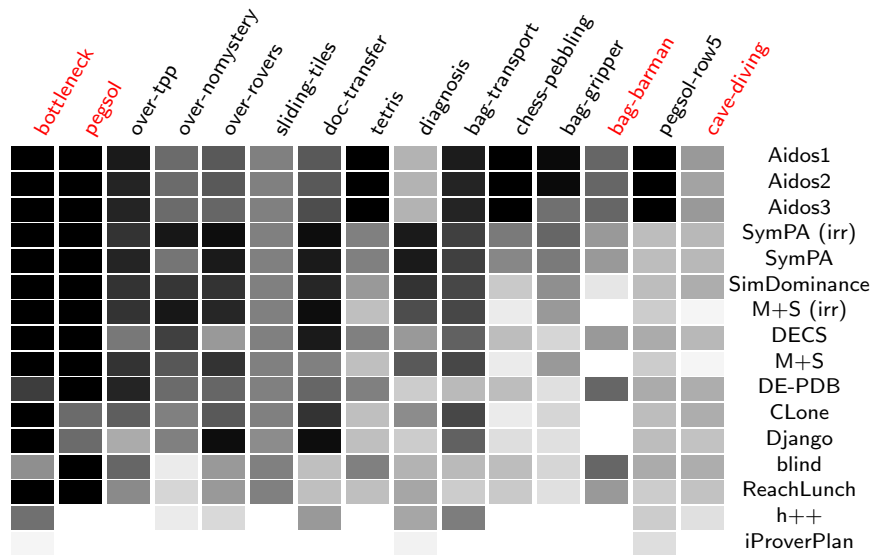 bottleneck
pegsol
over-tpp
over-nomystery
over-rovers
sliding-tiles
doc-transfer
tetris
diagnosis
bag-transport
chess-pebbling
bag-gripper
bag-barman
pegsol-row5
cave-diving
Aidos1
Aidos2
Aidos3
SymPA (irr)
SymPA
SimDominance
M+S (irr)
DECS
M+S
DE-PDB
CLone
Django
blind
ReachLunch
h++
iProverPlan